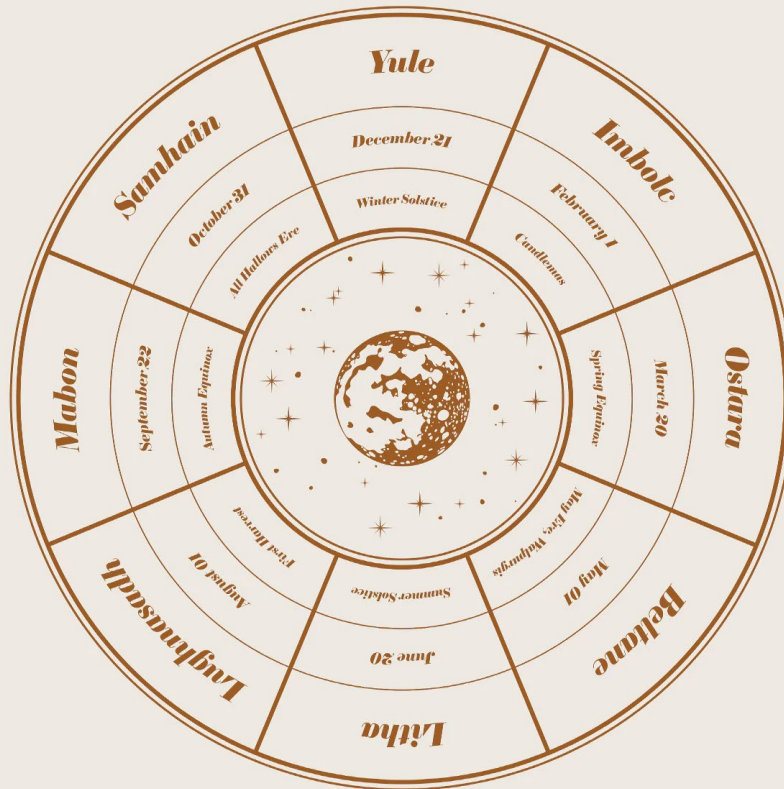 Yule
December 21
Winter Solstice
Imbolc
February 1
Candlemas
Ostara
March 20
Spring Equinox
Beltane
May 01
May Eve, Walpurgis
Litha
June 20
Summer Solstice
Lughnasadh
August 01
First Harvest
Mabon
September 22
Autumn Equinox
Samhain
October 31
All Hallows Eve